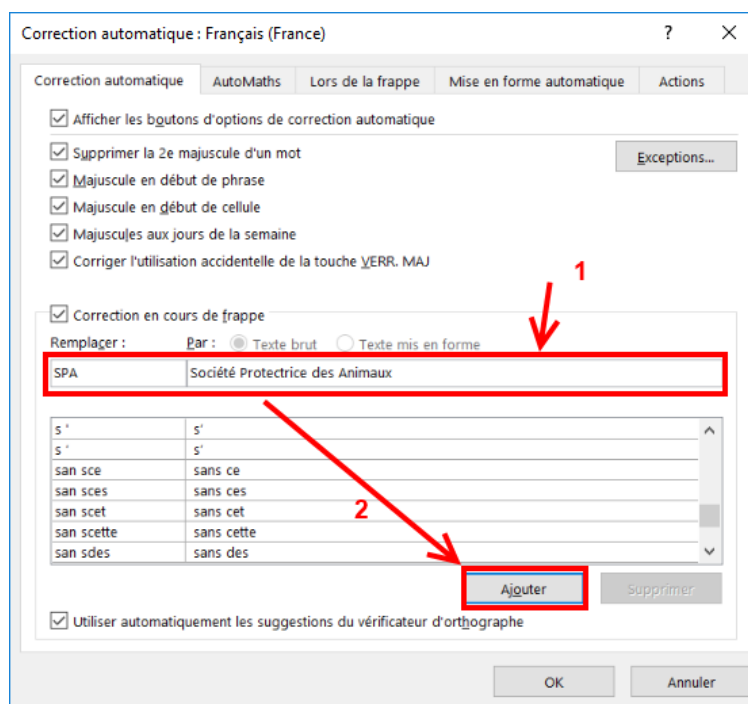 Correction automatique : Français (France) ? ×
Correction automatique AutoMaths Lors de la frappe Mise en forme automatique Actions
Afficher les boutons d'options de correction automatique
Supprimer la 2e majuscule d'un mot
Exceptions...
Majuscule en début de phrase
Majuscule en début de cellule
Majuscules aux jours de la semaine
Corriger l'utilisation accidentelle de la touche VERR. MAJ
1
Correction en cours de frappe
Remplacer : Par : Texte brut Texte mis en forme
SPA Société Protectrice des Animaux
s ' s'
s ' s'
san sce sans ce
san sces sans ces
san scet sans cet
san scette sans cette
san sdes sans des
2
Ajouter Supprimer
Utiliser automatiquement les suggestions du vérificateur d'orthographe
OK Annuler